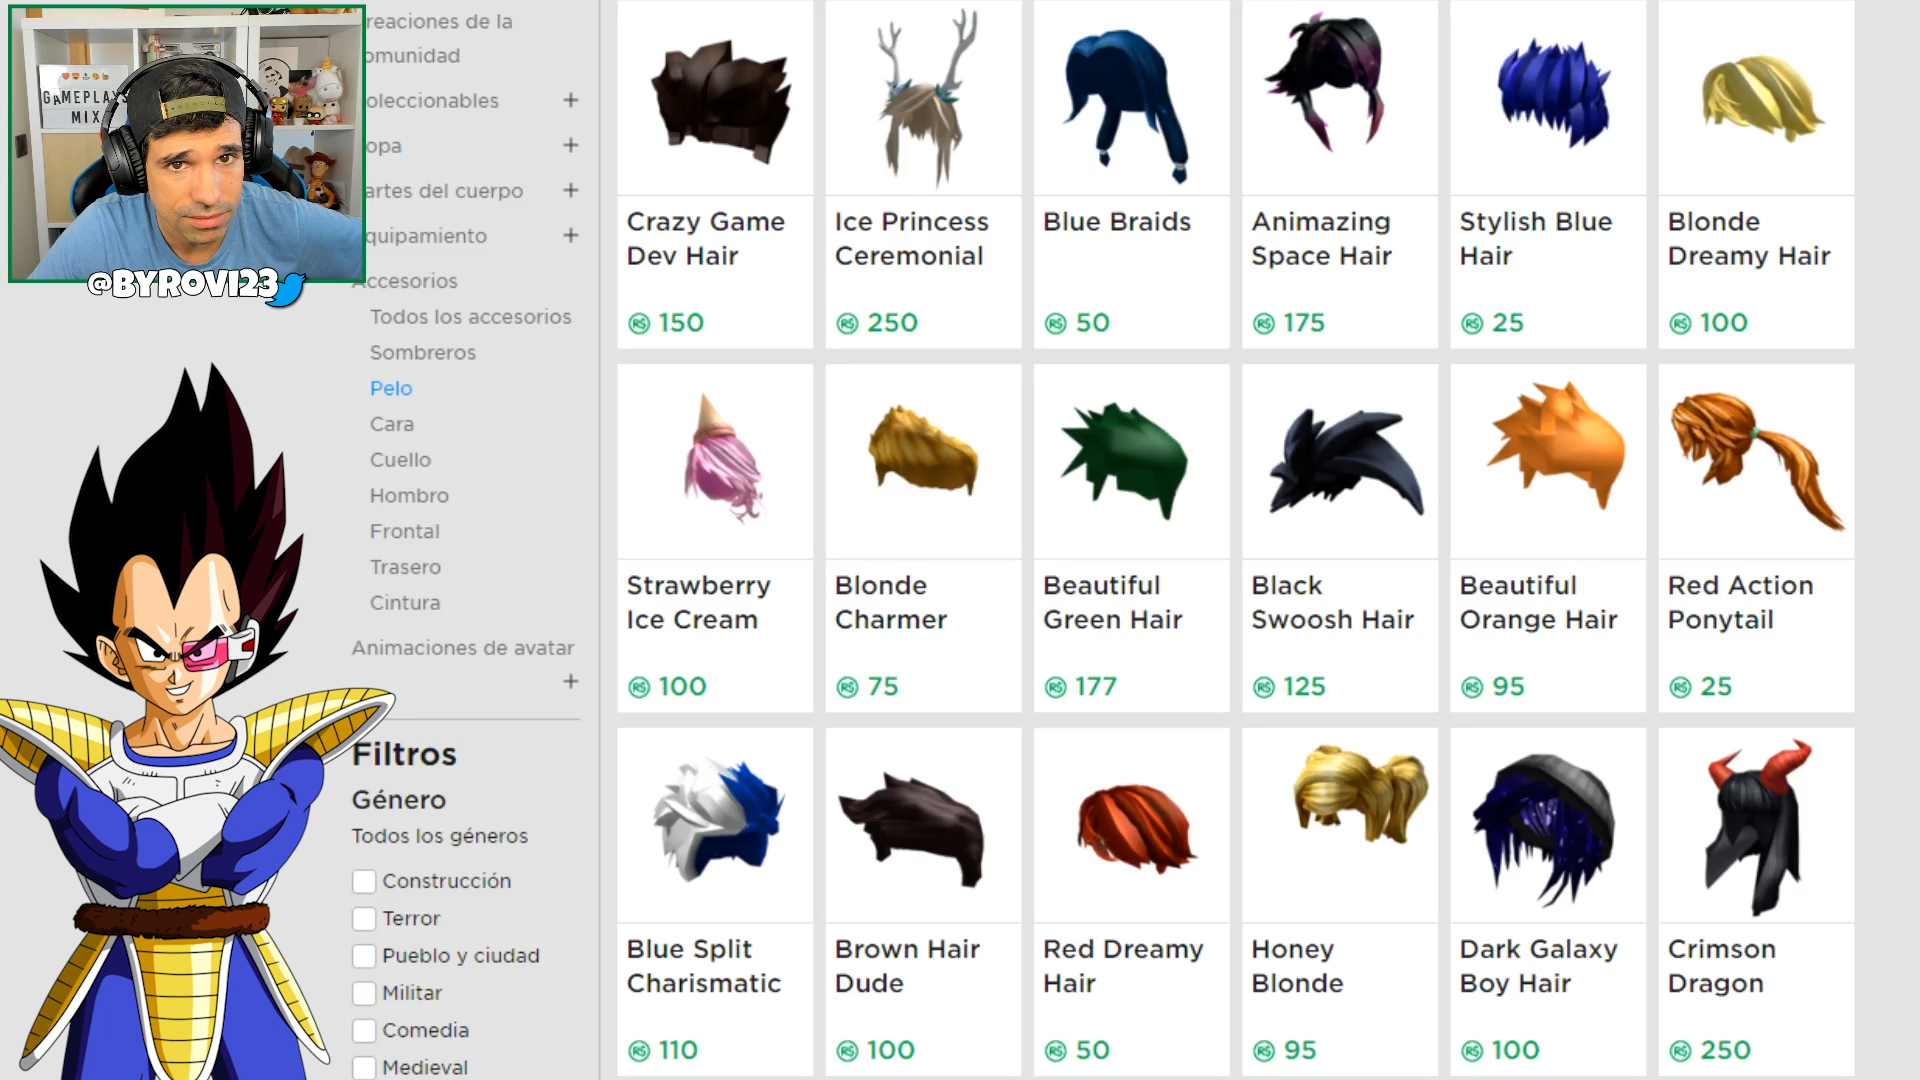 GAMEPLAYS
MIX
@BYROVI23
reaciones de la
omunidad
oleccionables +
opa +
artes del cuerpo +
quipamiento +
Accesorios
Todos los accesorios
Sombreros
Pelo
Cara
Cuello
Hombro
Frontal
Trasero
Cintura
Animaciones de avatar
+
Filtros
Género
Todos los géneros
Construcción
Terror
Pueblo y ciudad
Militar
Comedia
Medieval
Crazy Game
Dev Hair
R$ 150
Ice Princess
Ceremonial
R$ 250
Blue Braids
R$ 50
Animazing
Space Hair
R$ 175
Stylish Blue
Hair
R$ 25
Blonde
Dreamy Hair
R$ 100
Strawberry
Ice Cream
R$ 100
Blonde
Charmer
R$ 75
Beautiful
Green Hair
R$ 177
Black
Swoosh Hair
R$ 125
Beautiful
Orange Hair
R$ 95
Red Action
Ponytail
R$ 25
Blue Split
Charismatic
R$ 110
Brown Hair
Dude
R$ 100
Red Dreamy
Hair
R$ 50
Honey
Blonde
R$ 95
Dark Galaxy
Boy Hair
R$ 100
Crimson
Dragon
R$ 250